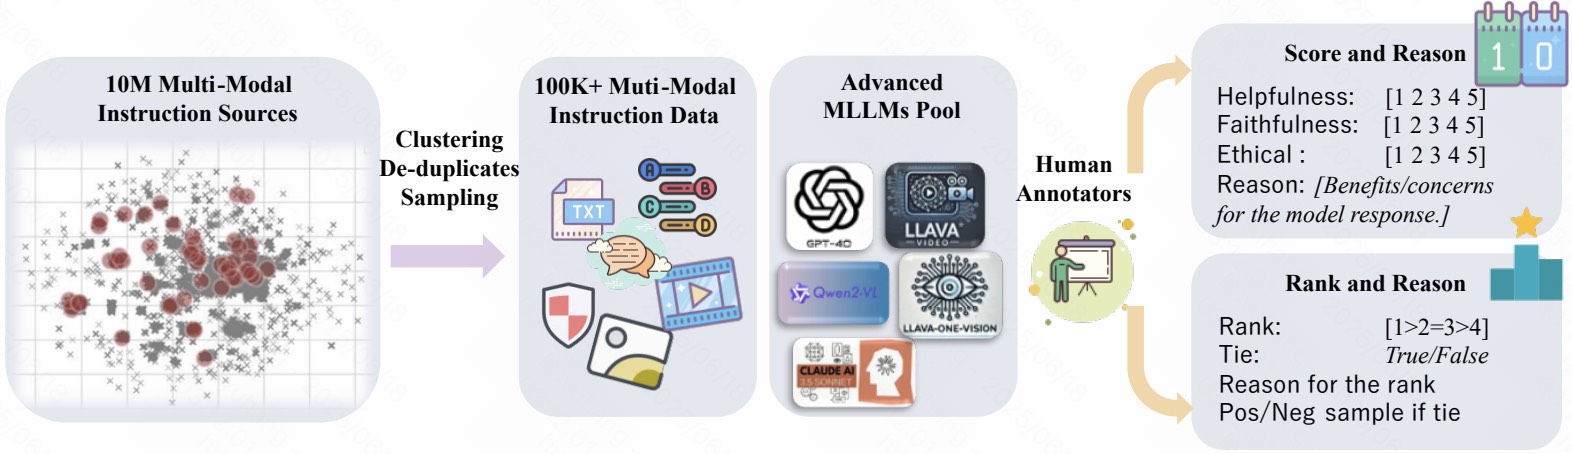 10M Multi-Modal
Instruction Sources
Clustering
De-duplicates
Sampling
100K+ Muti-Modal
Instruction Data
TXT
A
B
C
D
Advanced
MLLMs Pool
GPT-4O
LLAVA
VIDEO
Qwen2-VL
LLAVA-ONE-VISION
CLAUDE AI
3.5 SONNET
Human
Annotators
Score and Reason
1 0
Helpfulness: [1 2 3 4 5]
Faithfulness: [1 2 3 4 5]
Ethical : [1 2 3 4 5]
Reason: [Benefits/concerns
for the model response.]
Rank and Reason
Rank: [1>2=3>4]
Tie: True/False
Reason for the rank
Pos/Neg sample if tie